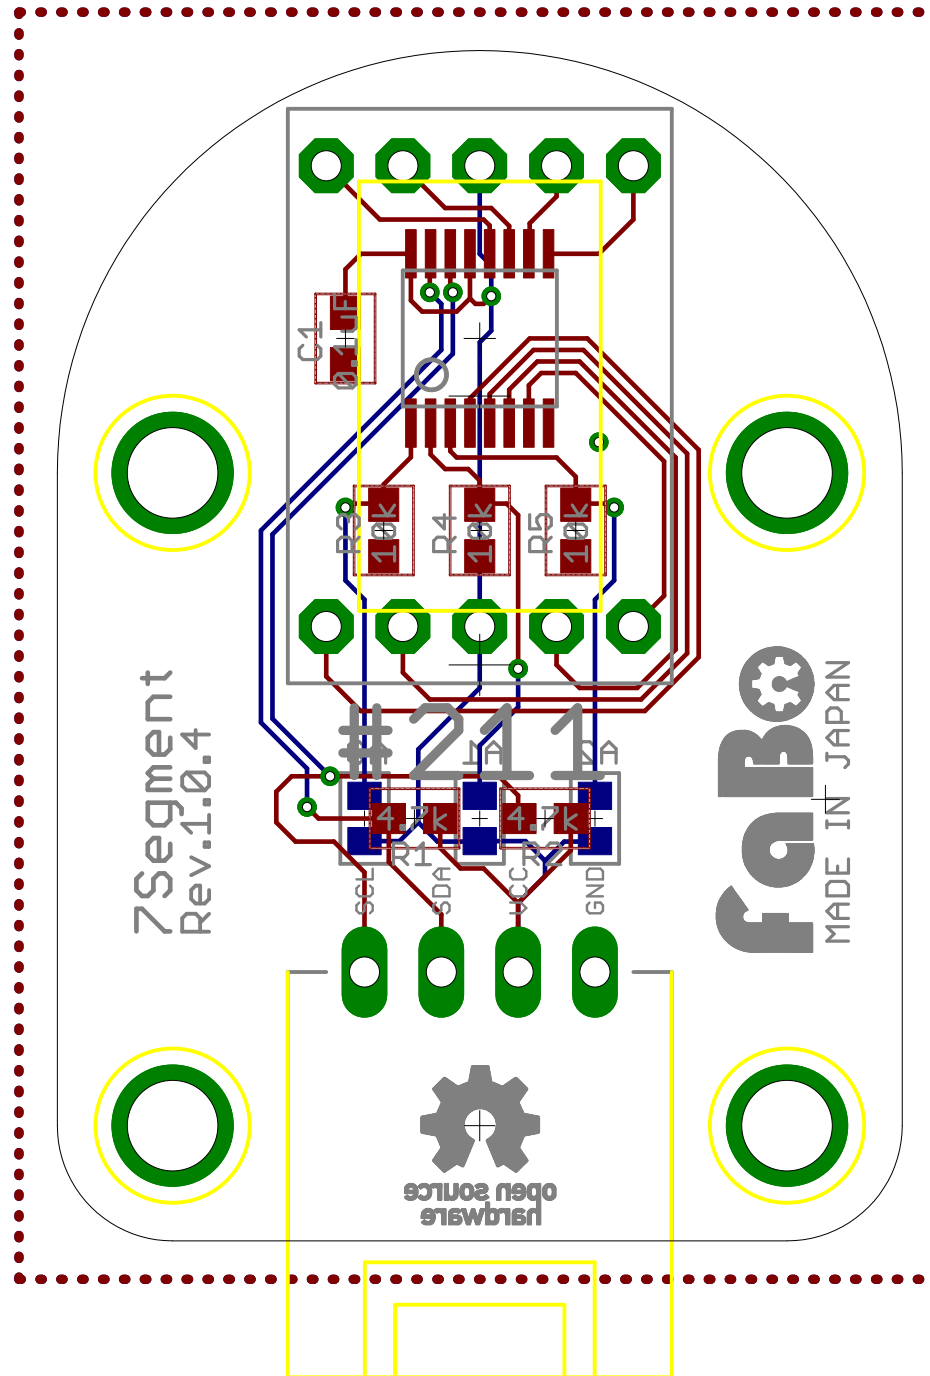 C1
0.1uF
R3
10k
R4
10k
R5
10k
#211
7Segment
Rev.1.0.4
4.7k
4.7k
R1
R2
SCL
SDA
VCC
GND
FaBo
MADE IN JAPAN
open source
hardware